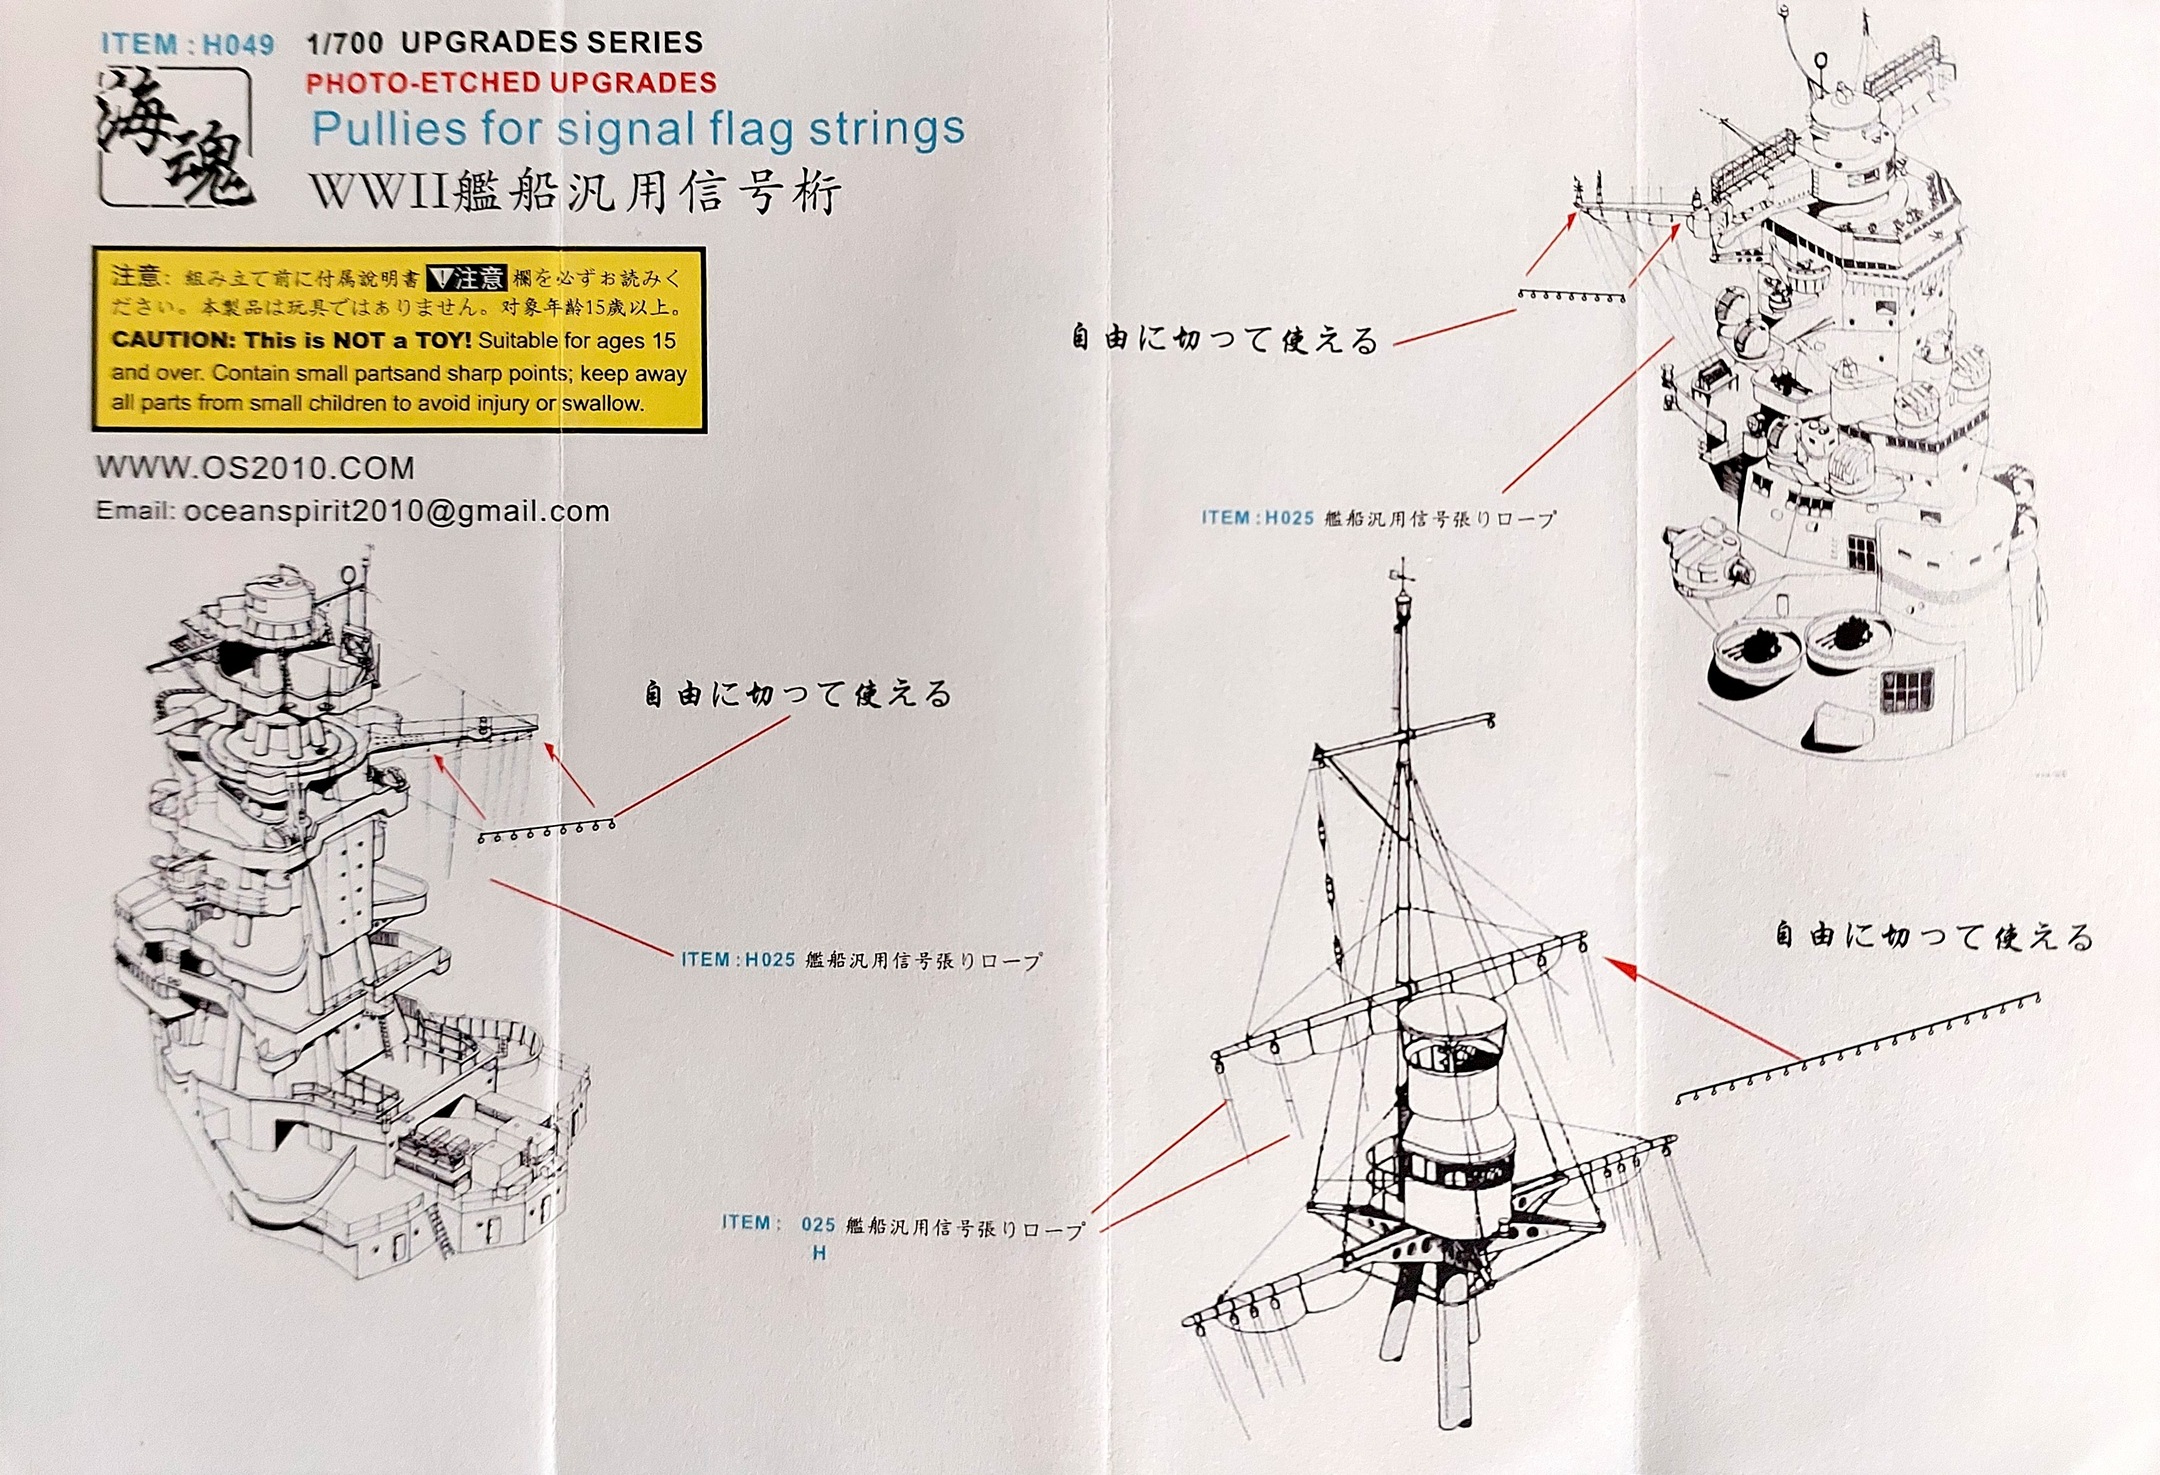 ITEM:H049
1/700 UPGRADES SERIES
PHOTO-ETCHED UPGRADES
海魂
Pullies for signal flag strings
WWII艦船汎用信号桁
注意: 組み立て前に付属説明書 注意 欄を必ずお読みく
ださい。本製品は玩具ではありません。対象年齢15歳以上。
CAUTION: This is NOT a TOY! Suitable for ages 15
and over. Contain small partsand sharp points; keep away
all parts from small children to avoid injury or swallow.
WWW.OS2010.COM
Email: oceanspirit2010@gmail.com
自由に切って使える
ITEM:H025 艦船汎用信号張りロープ
自由に切って使える
ITEM:H025 艦船汎用信号張りロープ
自由に切って使える
ITEM: 025 艦船汎用信号張りロープ
H